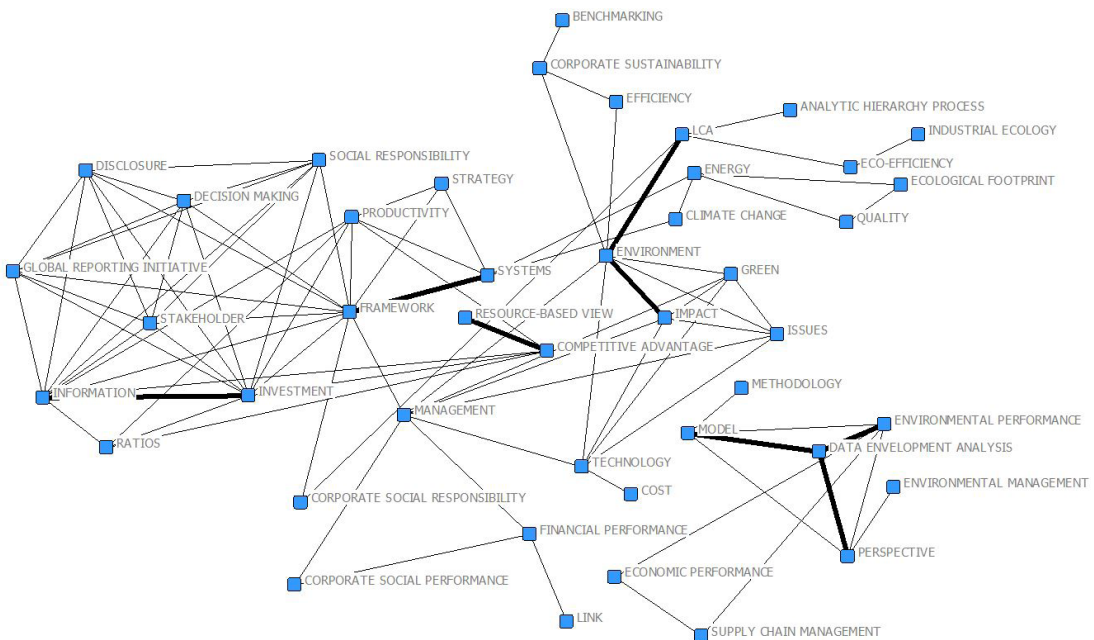 BENCHMARKING
CORPORATE SUSTAINABILITY
EFFICIENCY
ANALYTIC HIERARCHY PROCESS
LCA
INDUSTRIAL ECOLOGY
SOCIAL RESPONSIBILITY
DISCLOSURE
ECO-EFFICIENCY
ENERGY
STRATEGY
ECOLOGICAL FOOTPRINT
DECISION MAKING
PRODUCTIVITY
CLIMATE CHANGE
QUALITY
ENVIRONMENT
GLOBAL REPORTING INITIATIVE
SYSTEMS
GREEN
FRAMEWORK
RESOURCE-BASED VIEW
IMPACT
STAKEHOLDER
ISSUES
COMPETITIVE ADVANTAGE
METHODOLOGY
INFORMATION
INVESTMENT
MANAGEMENT
ENVIRONMENTAL PERFORMANCE
MODEL
RATIOS
DATA ENVELOPMENT ANALYSIS
TECHNOLOGY
ENVIRONMENTAL MANAGEMENT
COST
CORPORATE SOCIAL RESPONSIBILITY
FINANCIAL PERFORMANCE
PERSPECTIVE
ECONOMIC PERFORMANCE
CORPORATE SOCIAL PERFORMANCE
LINK
SUPPLY CHAIN MANAGEMENT